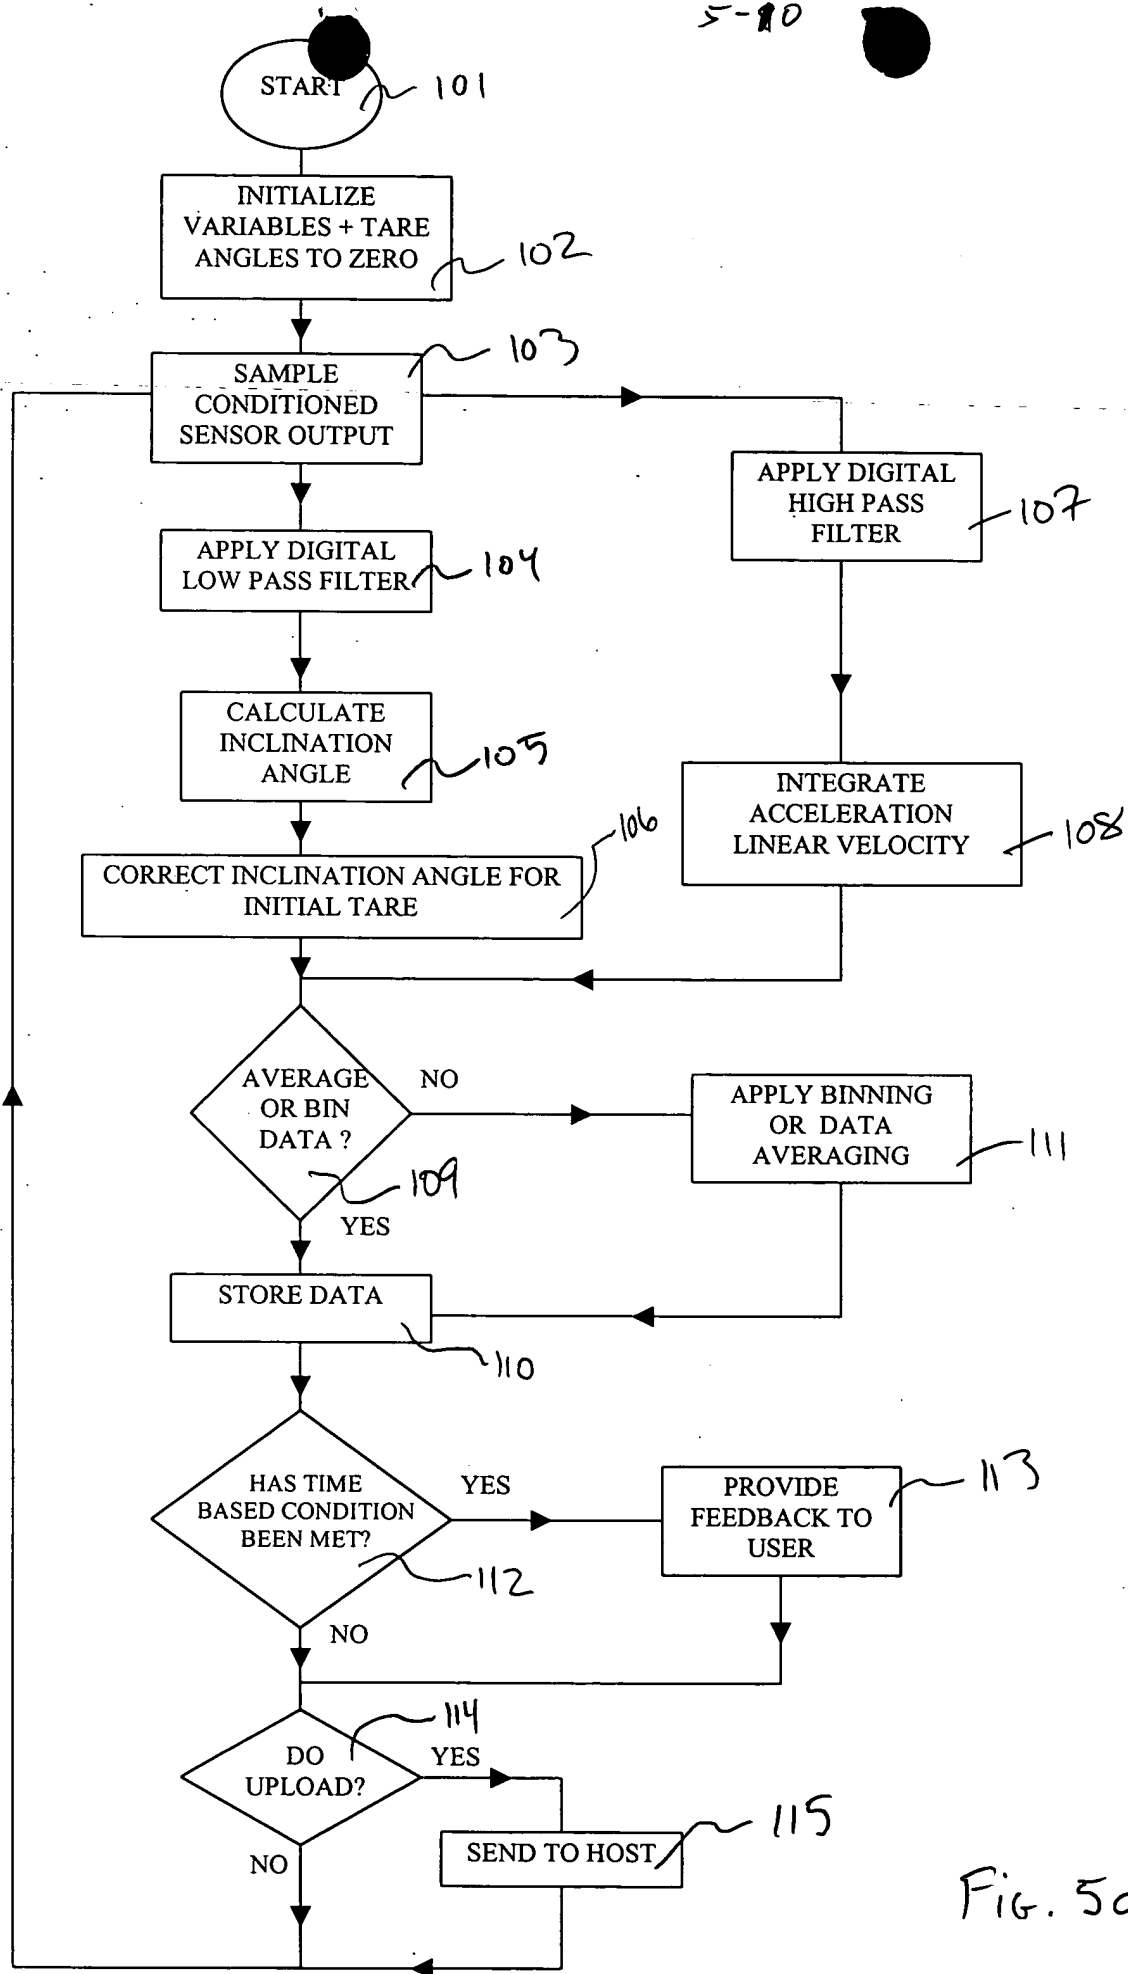 5-10
START
101
INITIALIZE
VARIABLES + TARE
ANGLES TO ZERO
102
103
SAMPLE
CONDITIONED
SENSOR OUTPUT
APPLY DIGITAL
HIGH PASS
FILTER
107
APPLY DIGITAL
LOW PASS FILTER
104
CALCULATE
INCLINATION
ANGLE
105
INTEGRATE
ACCELERATION
LINEAR VELOCITY
108
106
CORRECT INCLINATION ANGLE FOR
INITIAL TARE
AVERAGE
OR BIN
DATA ?
NO
109
YES
APPLY BINNING
OR DATA
AVERAGING
111
STORE DATA
110
HAS TIME
BASED CONDITION
BEEN MET?
YES
112
NO
PROVIDE
FEEDBACK TO
USER
113
114
DO
UPLOAD?
YES
NO
115
SEND TO HOST
FIG. 5a